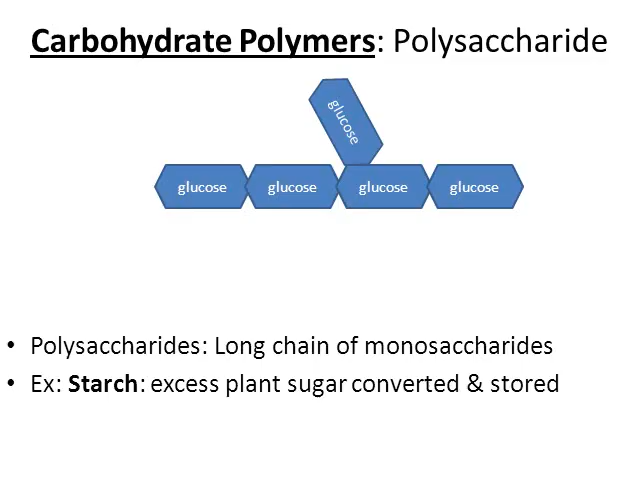 Carbohydrate Polymers: Polysaccharide
glucose
glucose glucose glucose glucose
• Polysaccharides: Long chain of monosaccharides
• Ex: Starch: excess plant sugar converted & stored